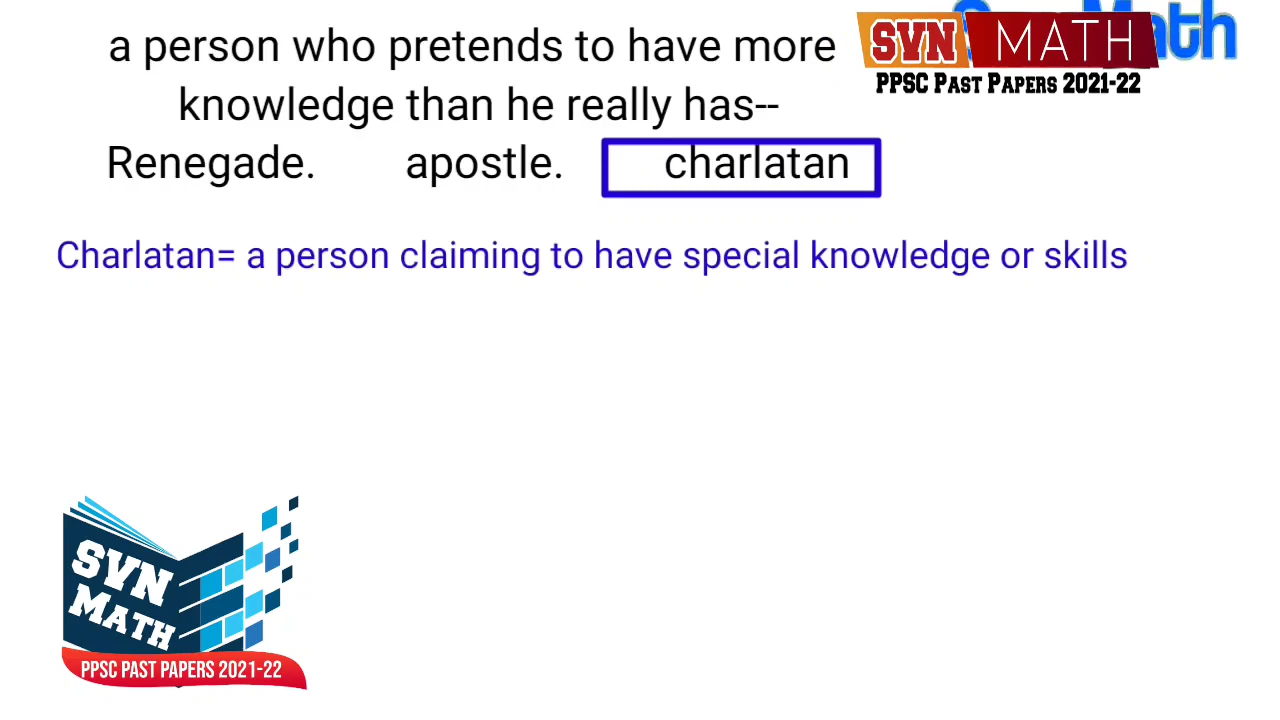 a person who pretends to have more
knowledge than he really has--
Renegade. apostle. charlatan
Charlatan= a person claiming to have special knowledge or skills
SVN MATH
Math
PPSC PAST PAPERS 2021-22
SVN
MATH
PPSC PAST PAPERS 2021-22